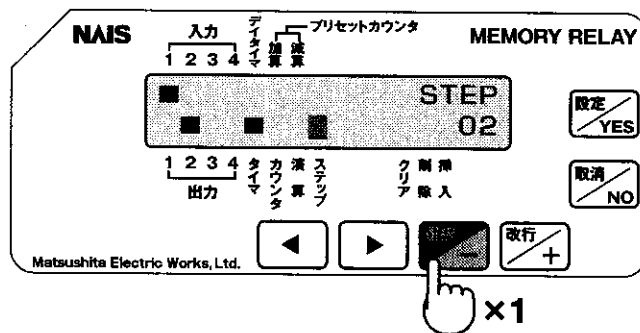 NAIS
入力
1 2 3 4
デイタイマ
加算
減算
プリセットカウンタ
MEMORY RELAY
STEP
02
設定/YES
1 2 3 4
出力
タイマ
カウンタ
演算
ステップ
クリア
削除
挿入
取消/NO
◀
▶
−
改行/+
Matsushita Electric Works, Ltd.
×1